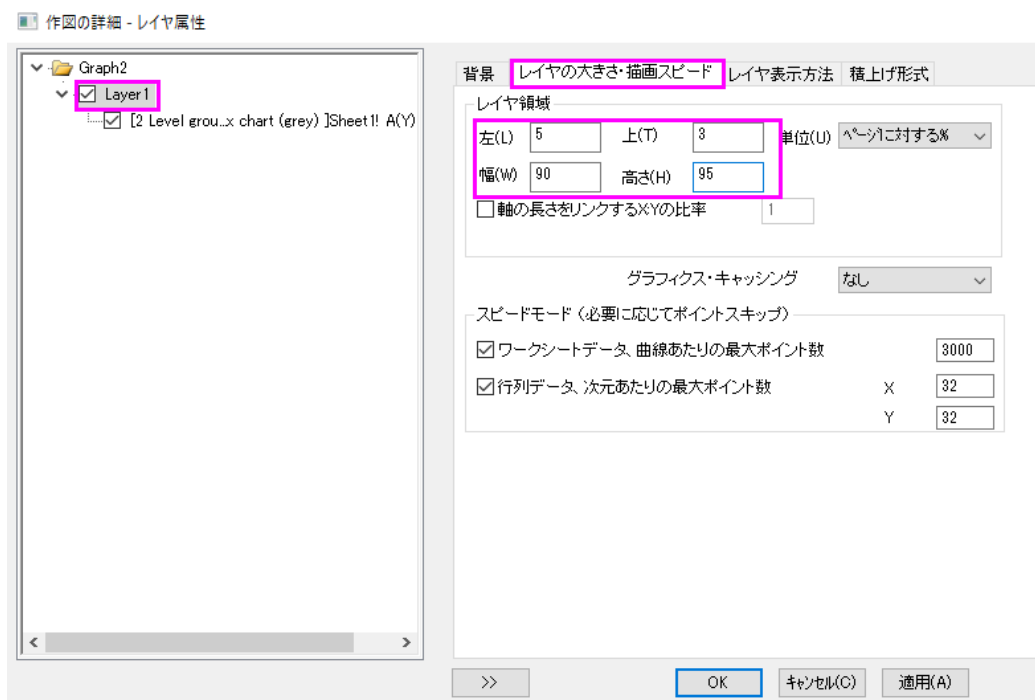 作図の詳細 - レイヤ属性
Graph2
Layer1
[2 Level grou...x chart (grey) ]Sheet1! A(Y)
背景 レイヤの大きさ・描画スピード レイヤ表示方法 積上げ形式
レイヤ領域
左(L) 5 上(T) 3 単位(U) ページに対する%
幅(W) 90 高さ(H) 95
軸の長さをリンクするX:Yの比率 1
グラフィクス・キャッシング なし
スピードモード（必要に応じてポイントスキップ）
ワークシートデータ、曲線あたりの最大ポイント数 3000
行列データ、次元あたりの最大ポイント数 X 32
Y 32
>> OK キャンセル(C) 適用(A)